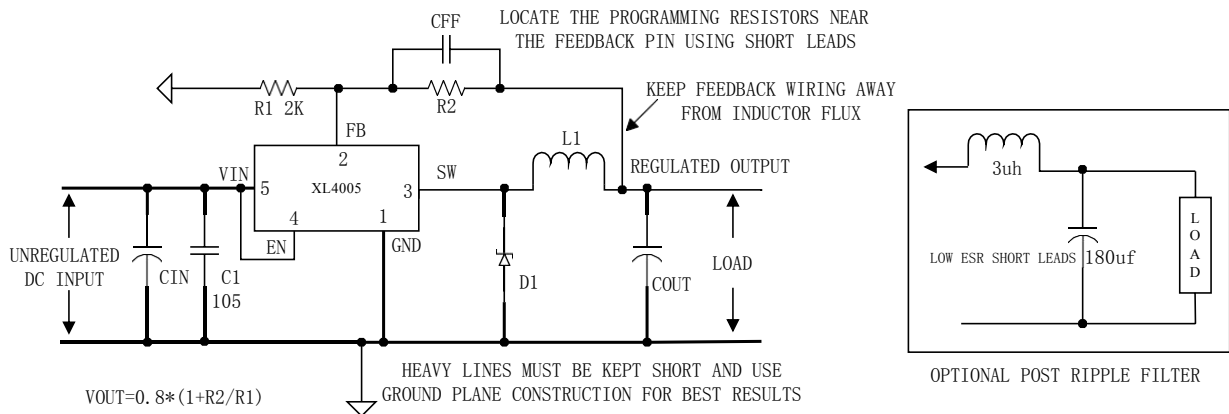 CFF
LOCATE THE PROGRAMMING RESISTORS NEAR
THE FEEDBACK PIN USING SHORT LEADS
R1 2K
R2
KEEP FEEDBACK WIRING AWAY
FROM INDUCTOR FLUX
FB
2
L1
VIN
5
XL4005
3
SW
REGULATED OUTPUT
4
1
EN
GND
UNREGULATED
DC INPUT
CIN
C1
105
D1
COUT
LOAD
HEAVY LINES MUST BE KEPT SHORT AND USE
GROUND PLANE CONSTRUCTION FOR BEST RESULTS
VOUT=0.8*(1+R2/R1)
3uh
LOW ESR SHORT LEADS
180uf
LOAD
OPTIONAL POST RIPPLE FILTER